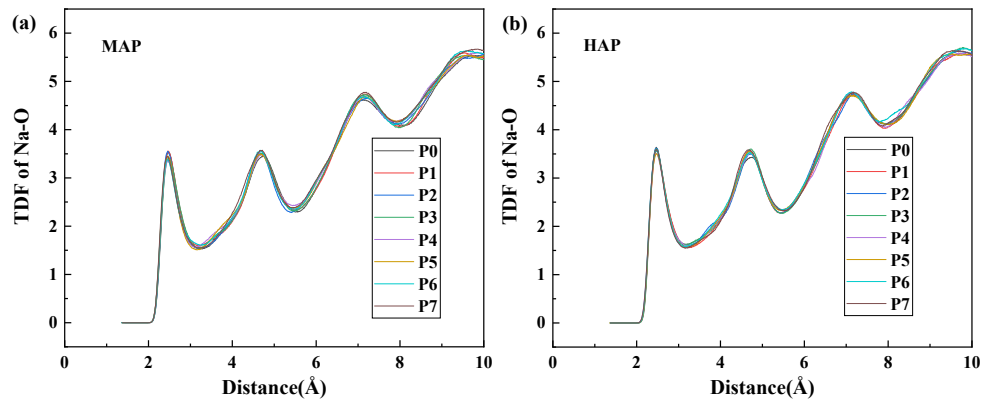 (a)
MAP
TDF of Na-O
6
5
4
3
2
1
0
P0
P1
P2
P3
P4
P5
P6
P7
0 2 4 6 8 10
Distance(Å)
(b)
HAP
TDF of Na-O
6
5
4
3
2
1
0
P0
P1
P2
P3
P4
P5
P6
P7
0 2 4 6 8 10
Distance(Å)